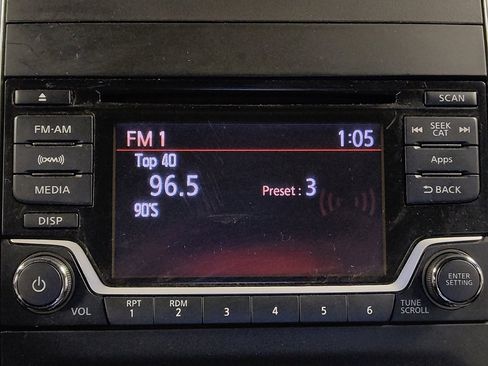 SCAN
FM·AM
((XM))
MEDIA
DISP
FM 1 1:05
Top 40
96.5 Preset : 3
90'S
SEEK
CAT
Apps
BACK
VOL
RPT
1
RDM
2
3
4
5
6
TUNE
SCROLL
ENTER
SETTING